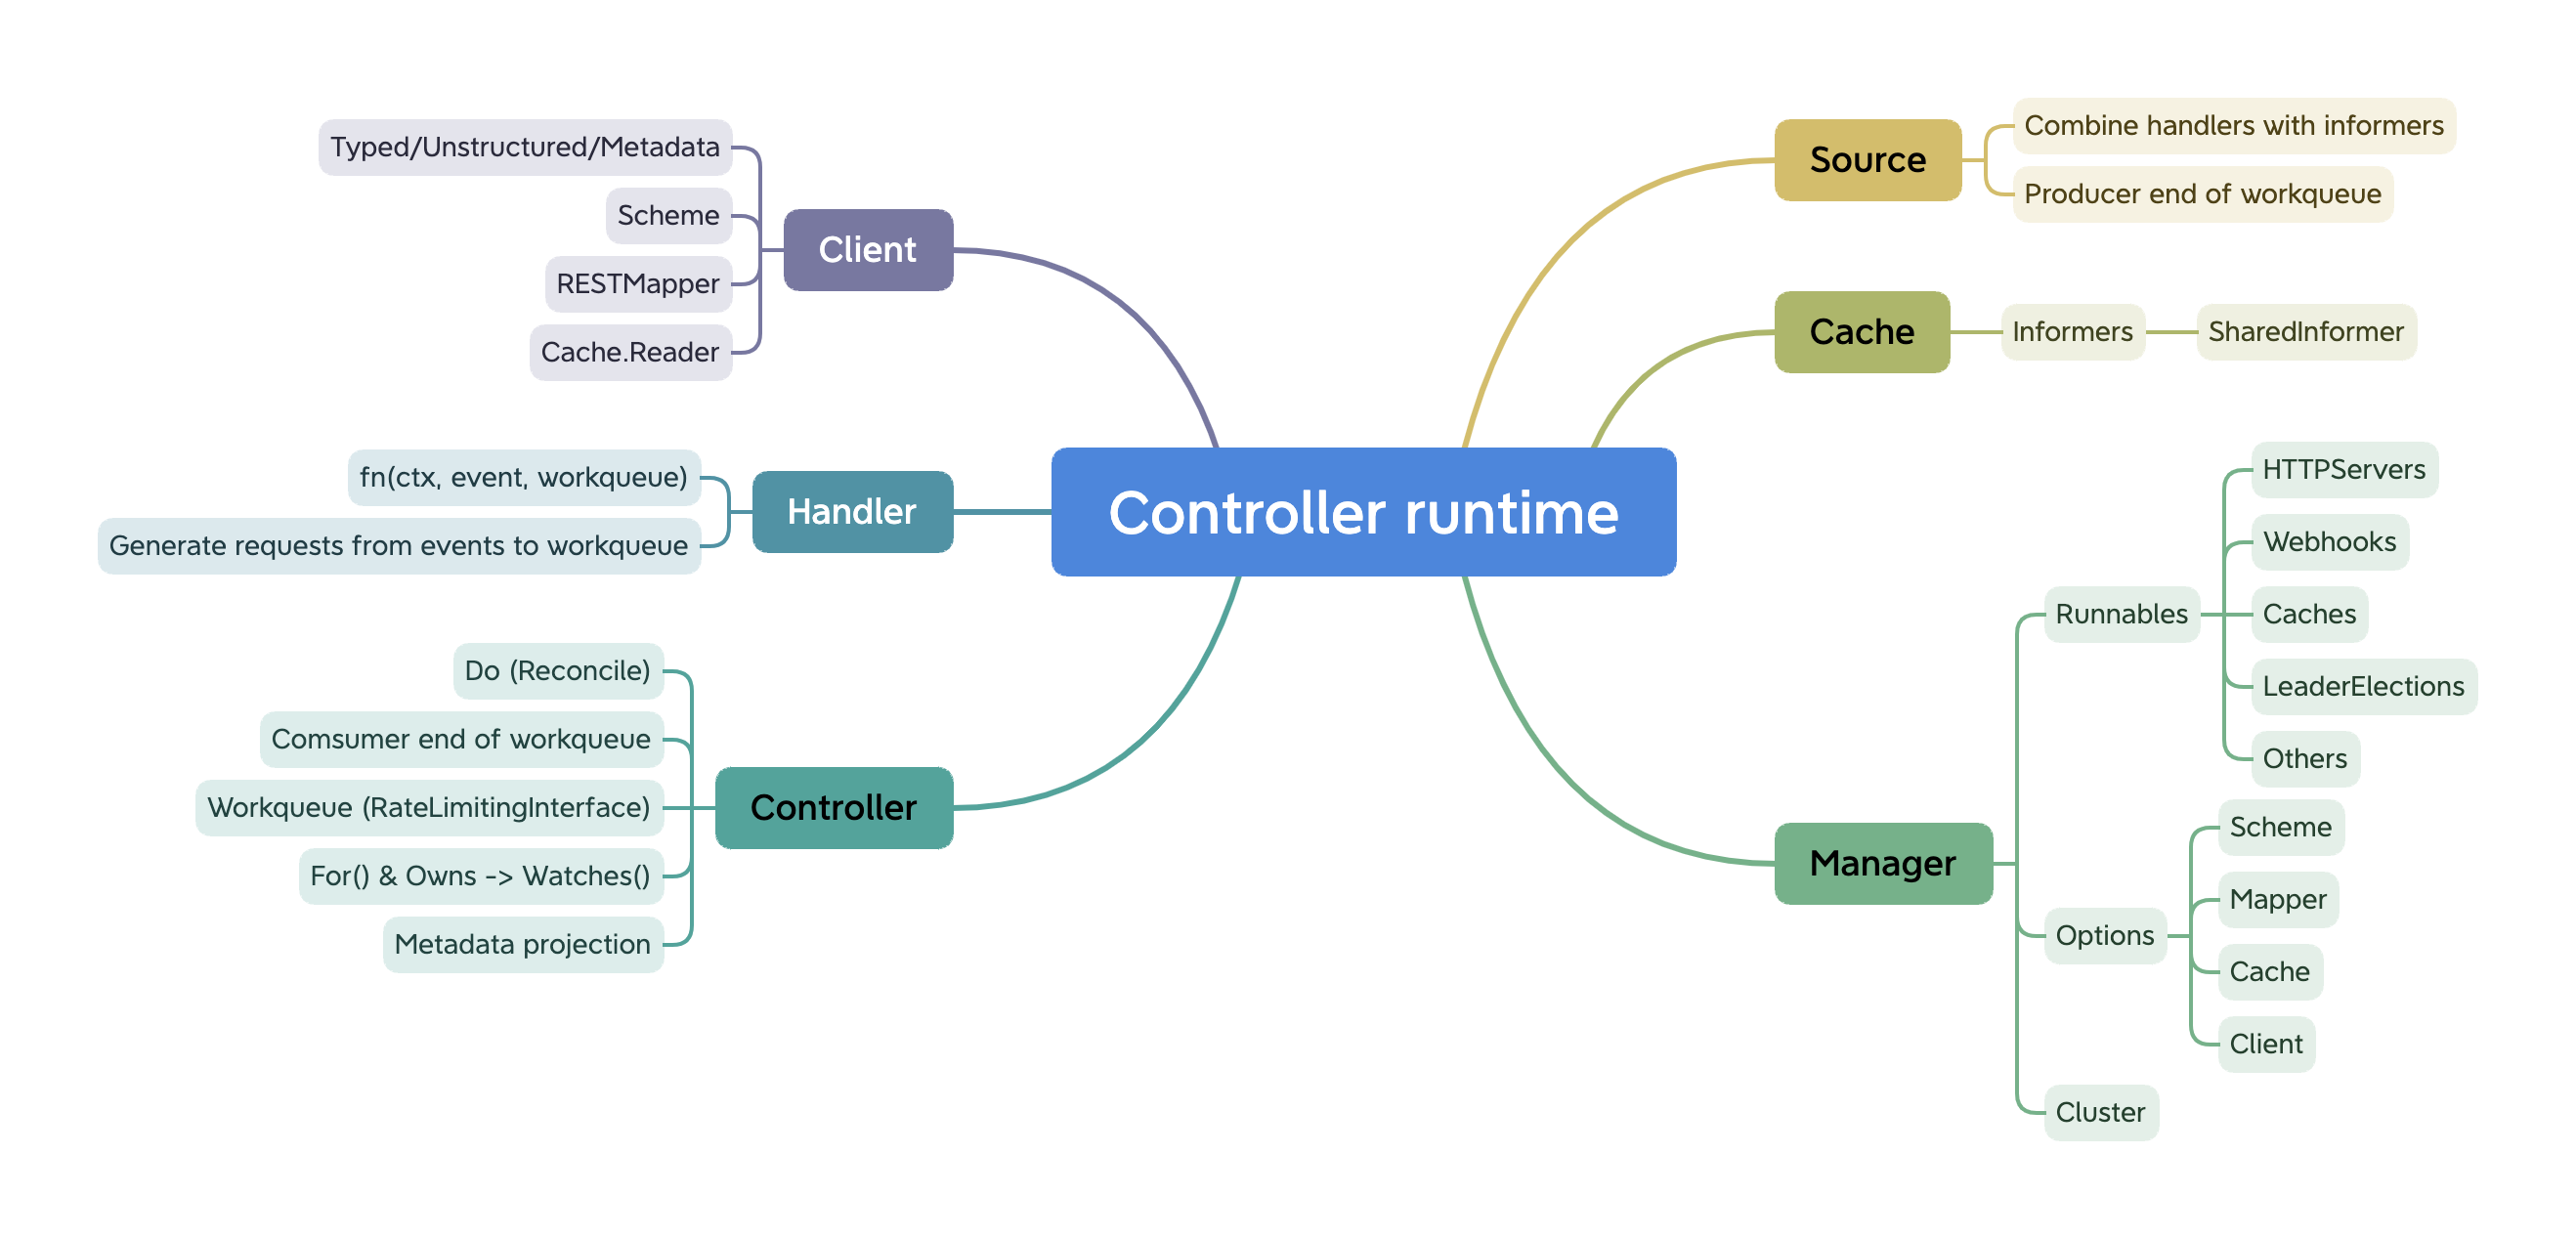 Controller runtime
Client
Typed/Unstructured/Metadata
Scheme
RESTMapper
Cache.Reader
Handler
fn(ctx, event, workqueue)
Generate requests from events to workqueue
Controller
Do (Reconcile)
Comsumer end of workqueue
Workqueue (RateLimitingInterface)
For() & Owns -> Watches()
Metadata projection
Source
Combine handlers with informers
Producer end of workqueue
Cache
Informers
SharedInformer
Manager
Runnables
HTTPServers
Webhooks
Caches
LeaderElections
Others
Options
Scheme
Mapper
Cache
Client
Cluster